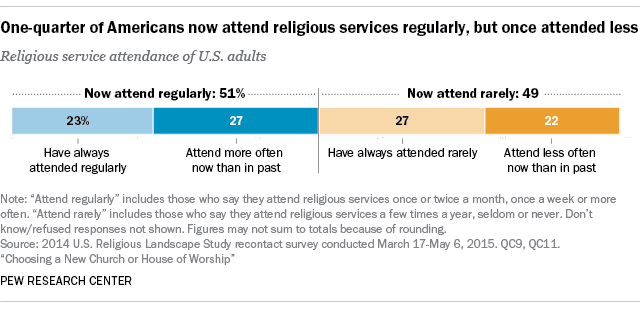 One-quarter of Americans now attend religious services regularly, but once attended less
Religious service attendance of U.S. adults
Now attend regularly: 51% Now attend rarely: 49
23% 27 27 22
Have always attended regularly
Attend more often now than in past
Have always attended rarely
Attend less often now than in past
Note: “Attend regularly” includes those who say they attend religious services once or twice a month, once a week or more
often. “Attend rarely” includes those who say they attend religious services a few times a year, seldom or never. Don’t
know/refused responses not shown. Figures may not sum to totals because of rounding.
Source: 2014 U.S. Religious Landscape Study recontact survey conducted March 17-May 6, 2015. QC9, QC11.
“Choosing a New Church or House of Worship”
PEW RESEARCH CENTER